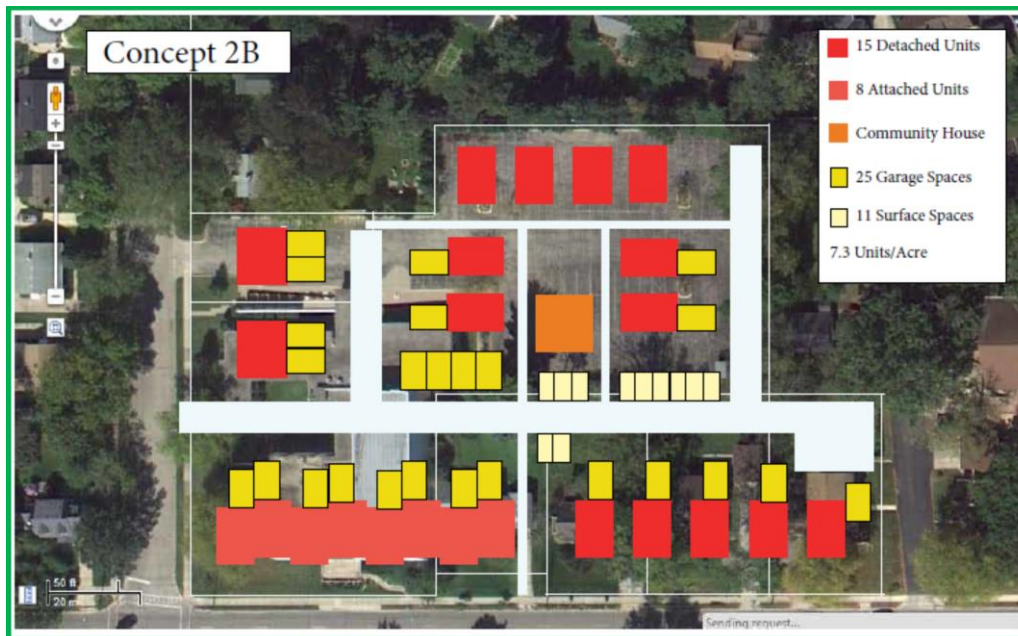 Concept 2B
15 Detached Units
8 Attached Units
Community House
25 Garage Spaces
11 Surface Spaces
7.3 Units/Acre
50 ft
20 m
Sending request...